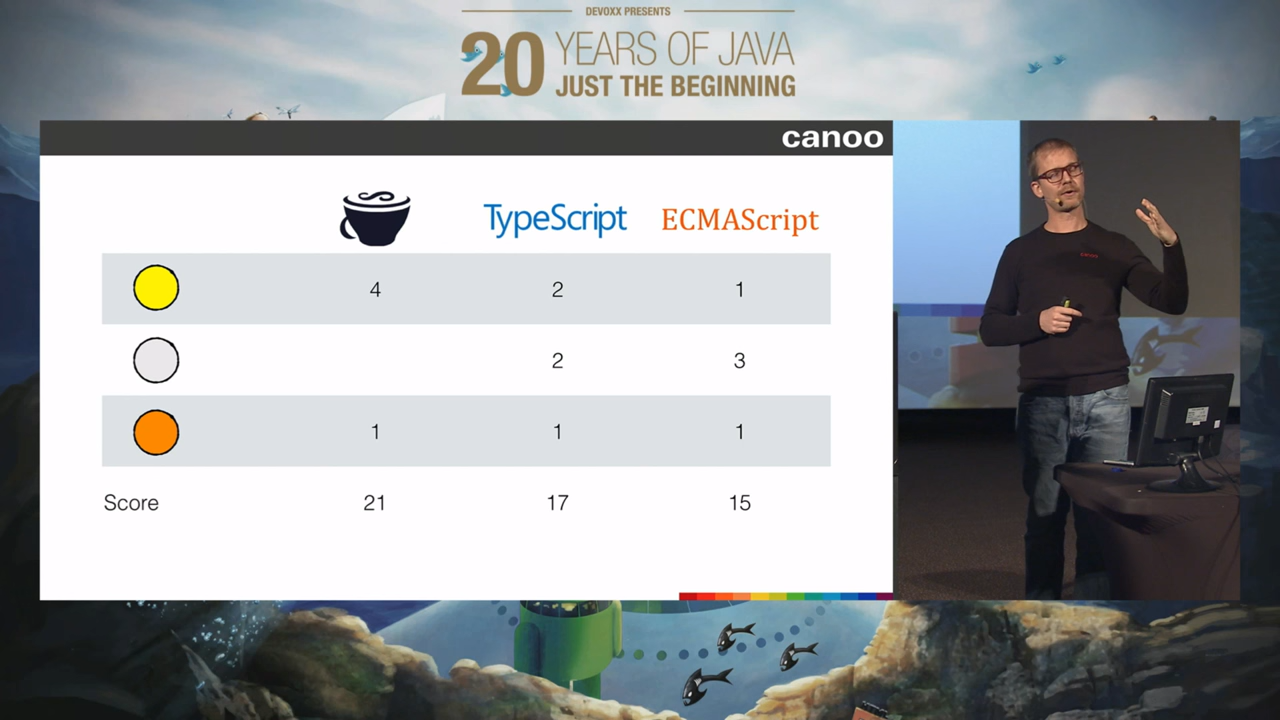 DEVOXX PRESENTS
20 YEARS OF JAVA
JUST THE BEGINNING
canoo
TypeScript ECMAScript
4 2 1
2 3
1 1 1
Score 21 17 15